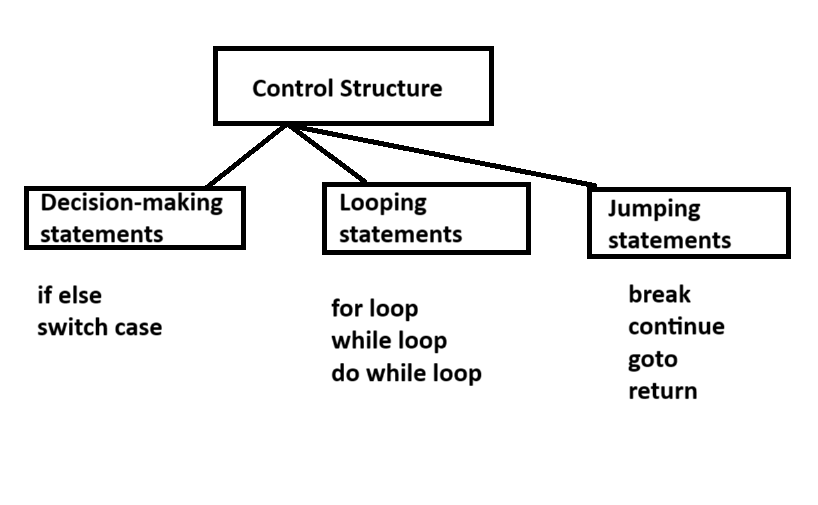 Control Structure
Decision-making
statements
if else
switch case
Looping
statements
for loop
while loop
do while loop
Jumping
statements
break
continue
goto
return